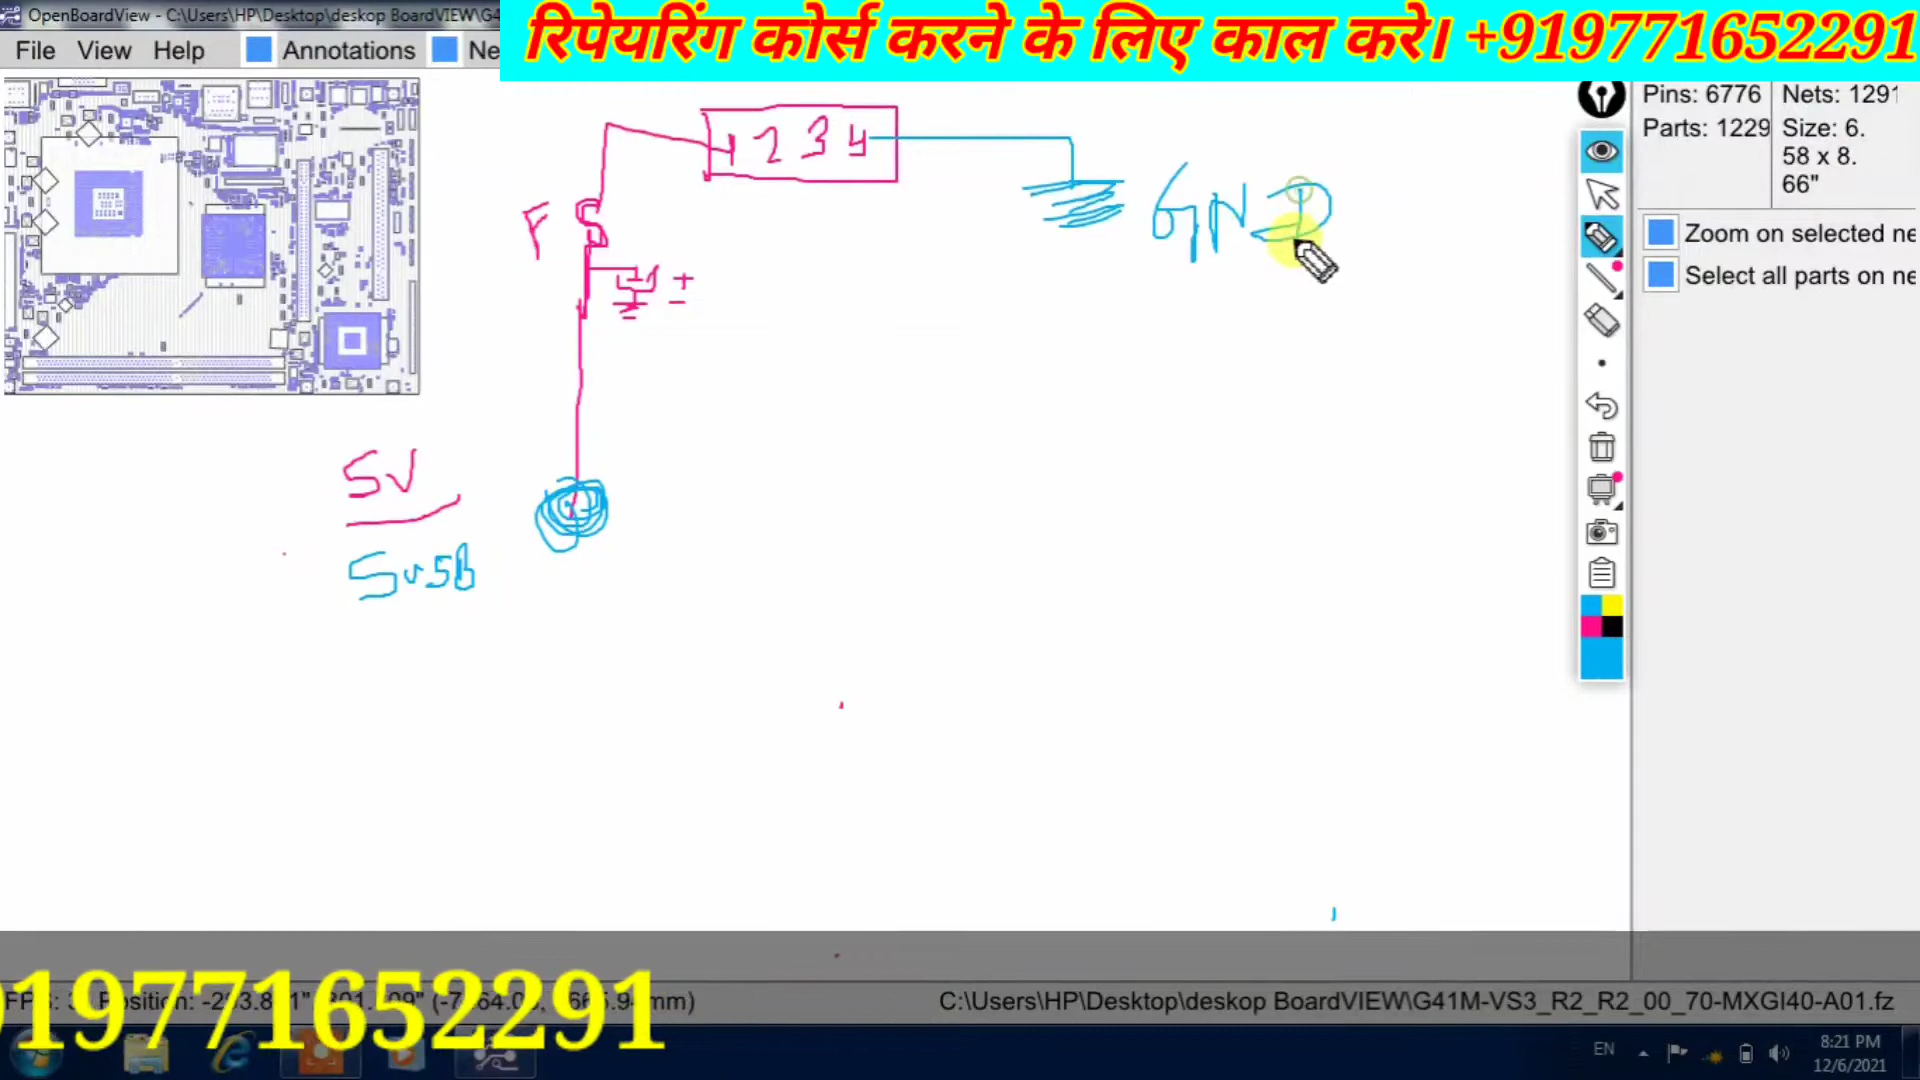 OpenBoardView - C:\Users\HP\Desktop\deskop BoardVIEW\G4
रिपेयरिंग कोर्स करने के लिए काल करे। +919771652291
File View Help Annotations Ne
Pins: 6776 Nets: 1291
Parts: 1229 Size: 6.
58 x 8.
66"
1 2 3 4
GND
F
+
-
Zoom on selected ne
Select all parts on ne
5V
5vSB
919771652291
Position:
C:\Users\HP\Desktop\deskop BoardVIEW\G41M-VS3_R2_R2_00_70-MXGI40-A01.fz
EN
8:21 PM
12/6/2021